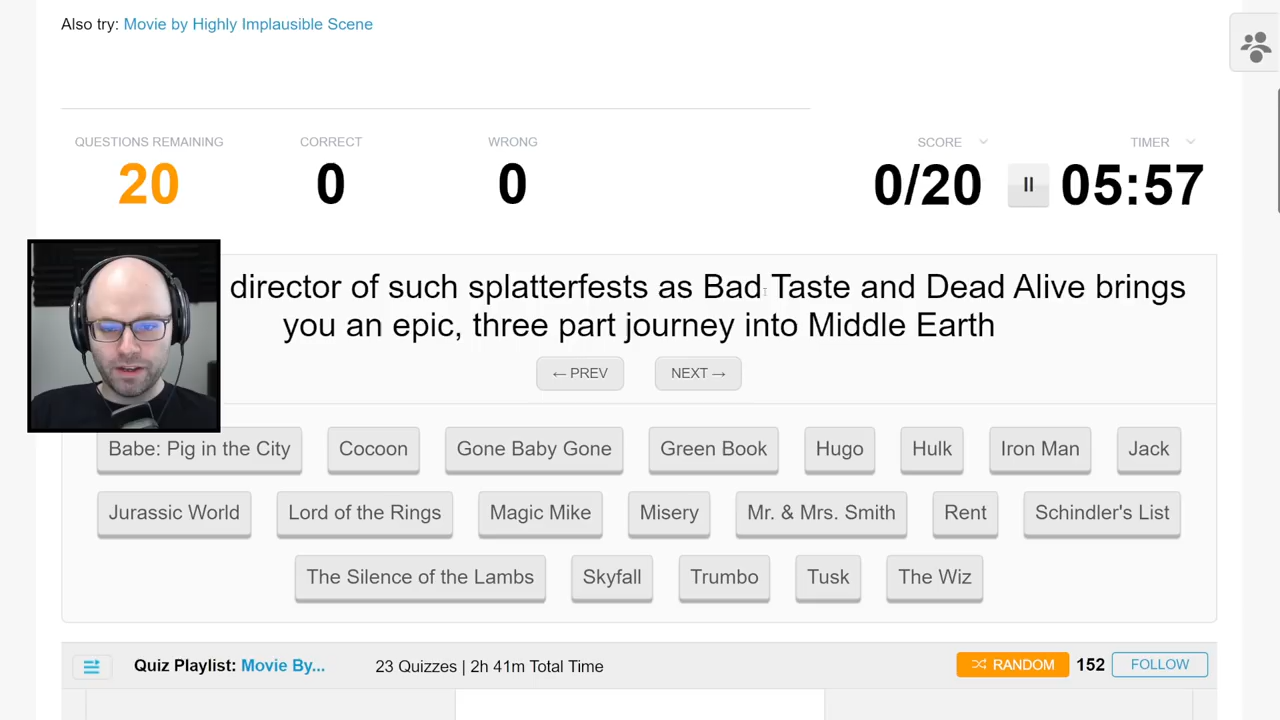 Also try: Movie by Highly Implausible Scene
QUESTIONS REMAINING CORRECT WRONG SCORE TIMER
20 0 0 0/20 05:57
director of such splatterfests as Bad Taste and Dead Alive brings
you an epic, three part journey into Middle Earth
← PREV NEXT →
Babe: Pig in the City Cocoon Gone Baby Gone Green Book Hugo Hulk Iron Man Jack
Jurassic World Lord of the Rings Magic Mike Misery Mr. & Mrs. Smith Rent Schindler's List
The Silence of the Lambs Skyfall Trumbo Tusk The Wiz
Quiz Playlist: Movie By... 23 Quizzes | 2h 41m Total Time RANDOM 152 FOLLOW